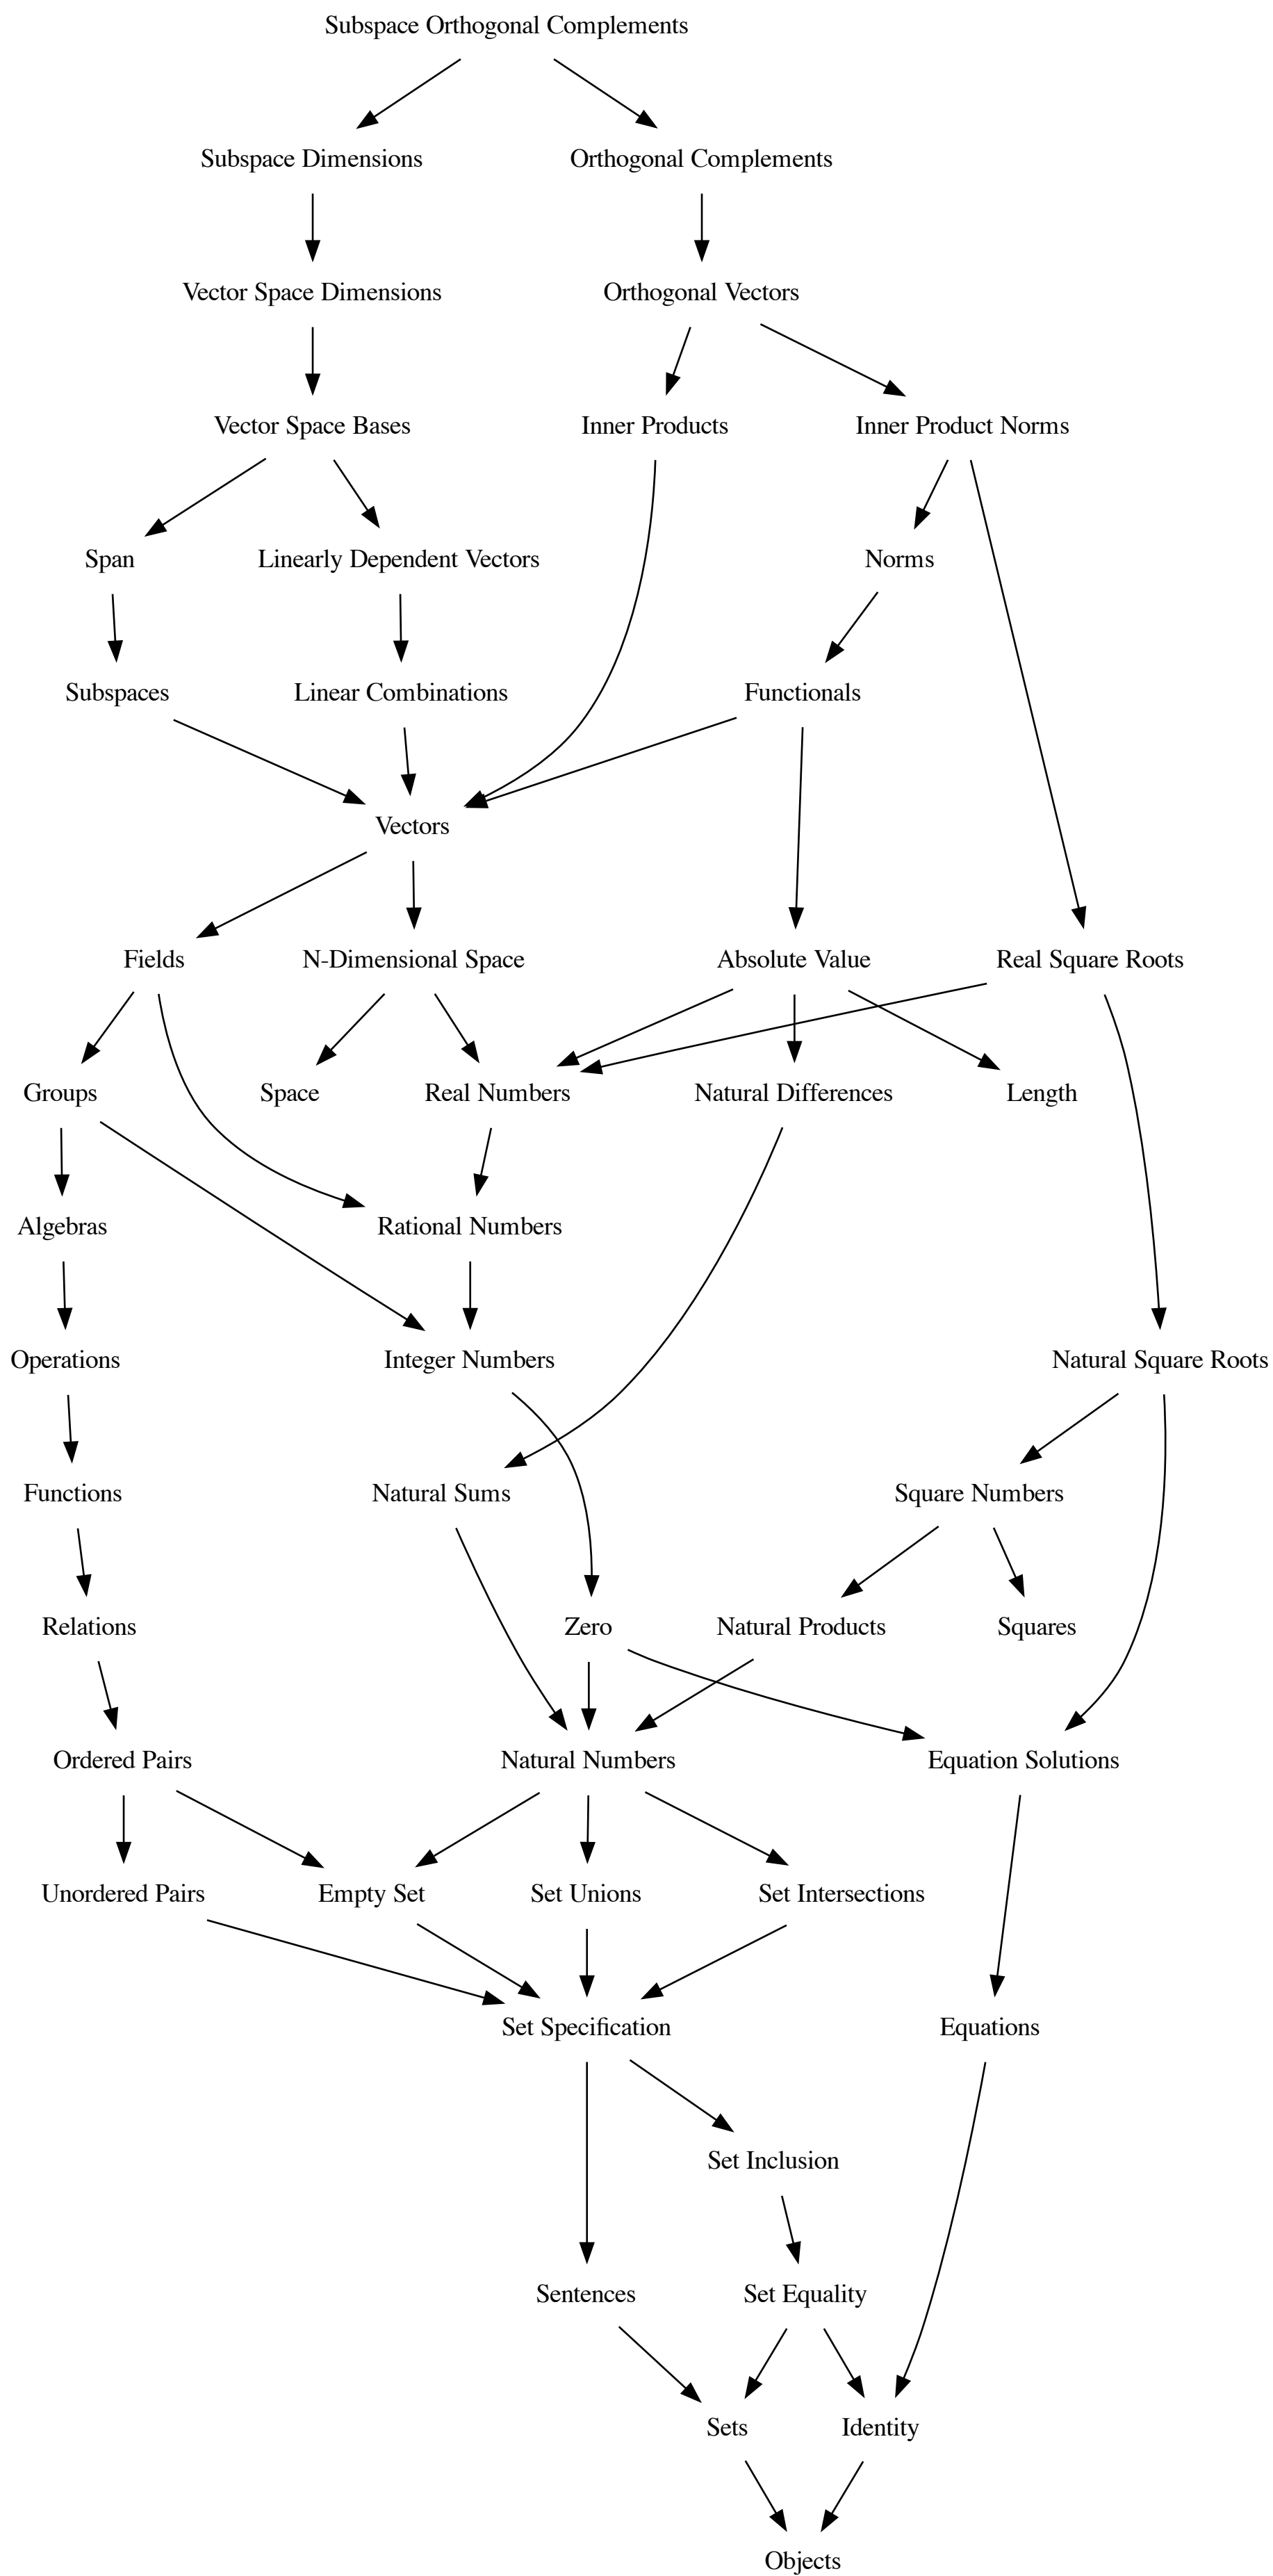 Subspace Orthogonal Complements
Subspace Dimensions
Orthogonal Complements
Vector Space Dimensions
Orthogonal Vectors
Vector Space Bases
Inner Products
Inner Product Norms
Span
Linearly Dependent Vectors
Norms
Subspaces
Linear Combinations
Functionals
Vectors
Fields
N-Dimensional Space
Absolute Value
Real Square Roots
Groups
Space
Real Numbers
Natural Differences
Length
Algebras
Rational Numbers
Operations
Integer Numbers
Natural Square Roots
Functions
Natural Sums
Square Numbers
Relations
Zero
Natural Products
Squares
Ordered Pairs
Natural Numbers
Equation Solutions
Unordered Pairs
Empty Set
Set Unions
Set Intersections
Set Specification
Equations
Set Inclusion
Sentences
Set Equality
Sets
Identity
Objects